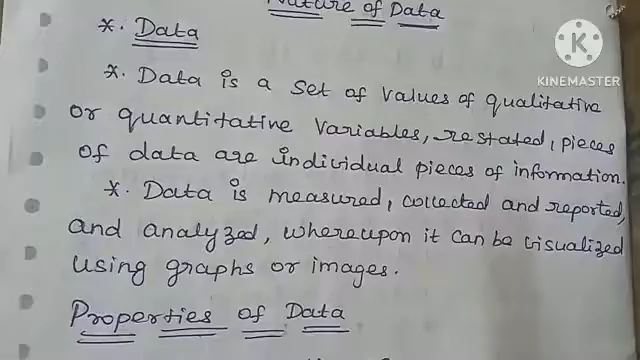 Nature of Data
*. Data
K
KINEMASTER
*. Data is a set of values of qualitative
or quantitative variables, restated, pieces
of data are individual pieces of information.
*. Data is measured, collected and reported,
and analyzed, whereupon it can be visualized
using graphs or images.
Properties of Data